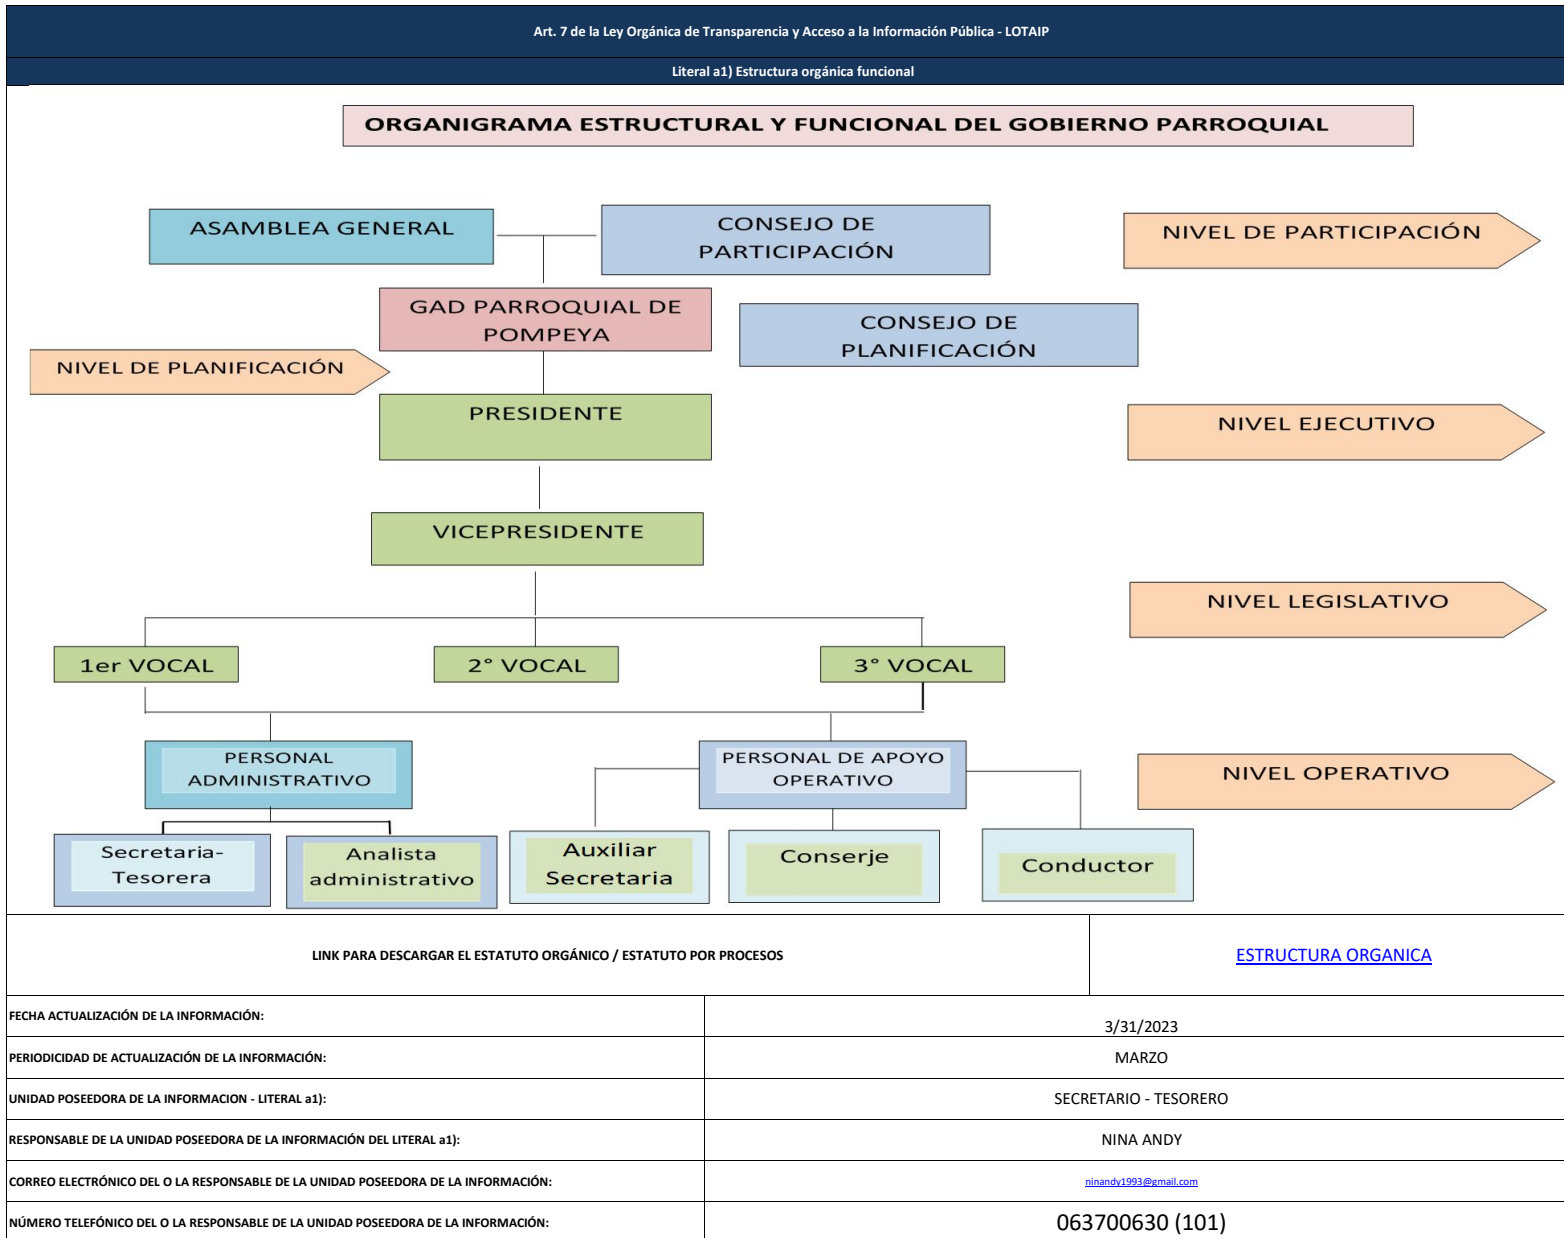 Art. 7 de la Ley Orgánica de Transparencia y Acceso a la Información Pública - LOTAIP
Literal a1) Estructura orgánica funcional
ORGANIGRAMA ESTRUCTURAL Y FUNCIONAL DEL GOBIERNO PARROQUIAL
ASAMBLEA GENERAL
CONSEJO DE
PARTICIPACIÓN
NIVEL DE PARTICIPACIÓN
GAD PARROQUIAL DE
POMPEYA
CONSEJO DE
PLANIFICACIÓN
NIVEL DE PLANIFICACIÓN
PRESIDENTE
NIVEL EJECUTIVO
VICEPRESIDENTE
NIVEL LEGISLATIVO
1er VOCAL
2° VOCAL
3° VOCAL
PERSONAL
ADMINISTRATIVO
PERSONAL DE APOYO
OPERATIVO
NIVEL OPERATIVO
Secretaria-
Tesorera
Analista
administrativo
Auxiliar
Secretaria
Conserje
Conductor
LINK PARA DESCARGAR EL ESTATUTO ORGÁNICO / ESTATUTO POR PROCESOS
ESTRUCTURA ORGANICA
FECHA ACTUALIZACIÓN DE LA INFORMACIÓN:
3/31/2023
PERIODICIDAD DE ACTUALIZACIÓN DE LA INFORMACIÓN:
MARZO
UNIDAD POSEEDORA DE LA INFORMACION - LITERAL a1):
SECRETARIO - TESORERO
RESPONSABLE DE LA UNIDAD POSEEDORA DE LA INFORMACIÓN DEL LITERAL a1):
NINA ANDY
CORREO ELECTRÓNICO DEL O LA RESPONSABLE DE LA UNIDAD POSEEDORA DE LA INFORMACIÓN:
ninandy1993@gmail.com
NÚMERO TELEFÓNICO DEL O LA RESPONSABLE DE LA UNIDAD POSEEDORA DE LA INFORMACIÓN:
063700630 (101)